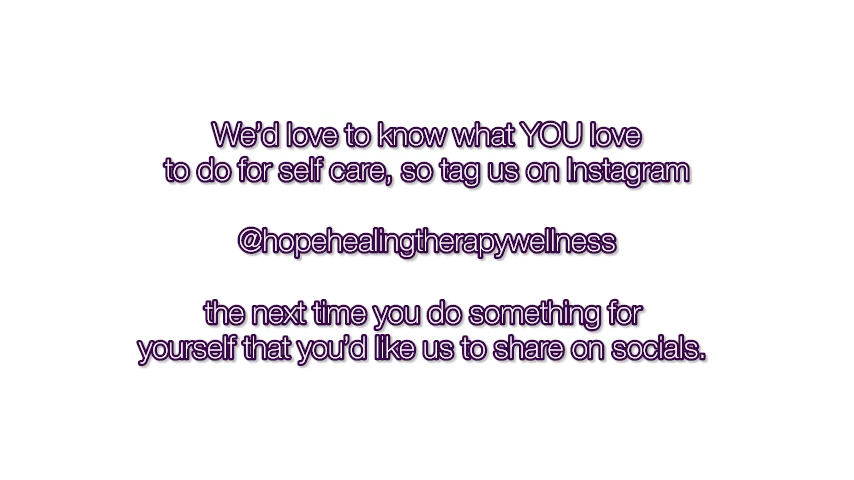 We’d love to know what YOU love
to do for self care, so tag us on Instagram
@hopehealingtherapywellness
the next time you do something for
yourself that you’d like us to share on socials.